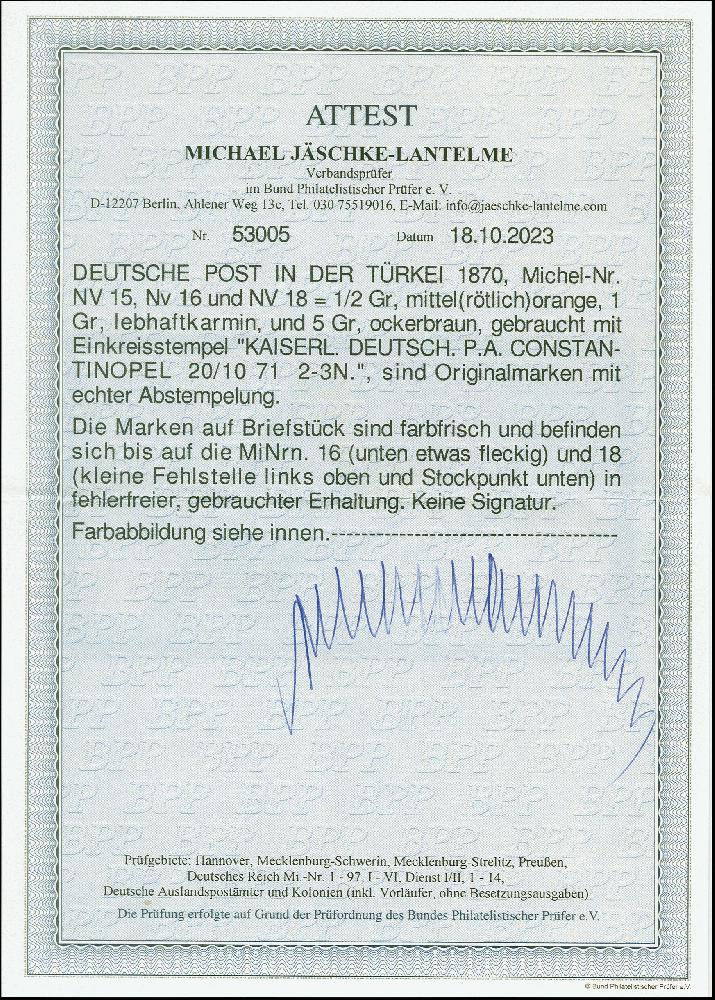 ATTEST
MICHAEL JÄSCHKE-LANTELME
Verbandsprüfer
im Bund Philatelistischer Prüfer e. V.
D-12207 Berlin, Ahlener Weg 13c, Tel. 030 75519016, E-Mail: info@jaeschke-lantelme.com
Nr. 53005 Datum 18.10.2023
DEUTSCHE POST IN DER TÜRKEI 1870, Michel-Nr.
NV 15, Nv 16 und NV 18 = 1/2 Gr, mittel(rötlich)orange, 1
Gr, lebhaftkarmin, und 5 Gr, ockerbraun, gebraucht mit
Einkreisstempel "KAISERL. DEUTSCH. P.A. CONSTAN-
TINOPEL 20/10 71 2-3N.", sind Originalmarken mit
echter Abstempelung.
Die Marken auf Briefstück sind farbfrisch und befinden
sich bis auf die MiNrn. 16 (unten etwas fleckig) und 18
(kleine Fehlstelle links oben und Stockpunkt unten) in
fehlerfreier, gebrauchter Erhaltung. Keine Signatur.
Farbabbildung siehe innen.-----------------------------------
Prüfgebiete: Hannover, Mecklenburg-Schwerin, Mecklenburg Strelitz, Preußen,
Deutsches Reich Mi.-Nr. 1 - 97, I - VI, Dienst I/II, 1 - 14,
Deutsche Auslandspostämter und Kolonien (inkl. Vorläufer, ohne Besetzungsausgaben)
Die Prüfung erfolgte auf Grund der Prüfordnung des Bundes Philatelistischer Prüfer e.V.
© Bund Philatelistischer Prüfer e.V.